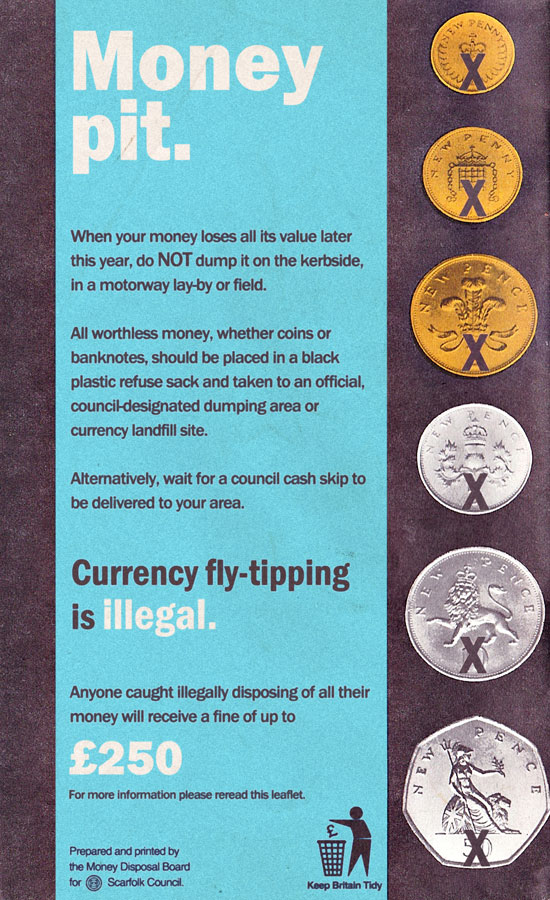 Money
pit.
When your money loses all its value later
this year, do NOT dump it on the kerbside,
in a motorway lay-by or field.
All worthless money, whether coins or
banknotes, should be placed in a black
plastic refuse sack and taken to an official,
council-designated dumping area or
currency landfill site.
Alternatively, wait for a council cash skip to
be delivered to your area.
Currency fly-tipping
is illegal.
Anyone caught illegally disposing of all their
money will receive a fine of up to
£250
For more information please reread this leaflet.
Prepared and printed by
the Money Disposal Board
for Scarfolk Council.
£
Keep Britain Tidy
NEW PENNY
X
NEW PENNY
X
NEW PENCE
X
NEW PENCE
X
NEW PENCE
X
NEW PENCE
X